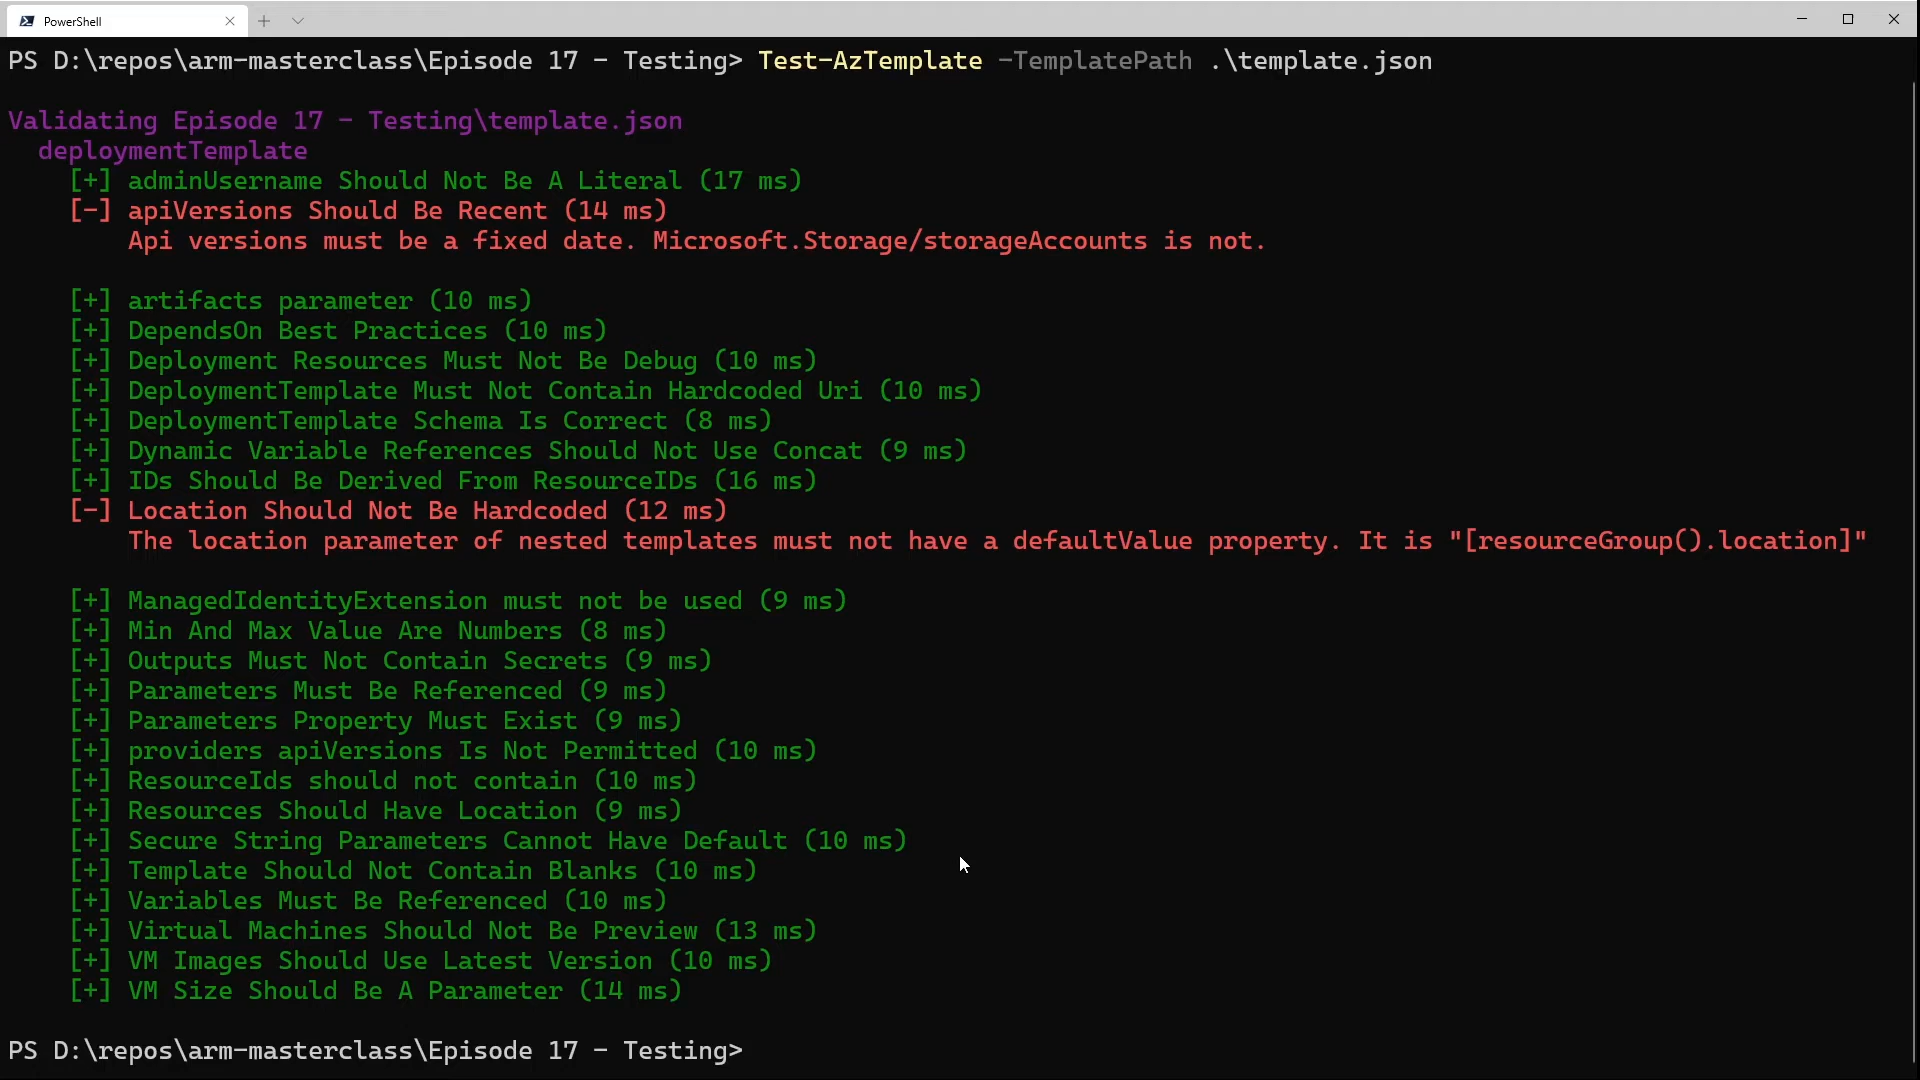 PowerShell
PS D:\repos\arm-masterclass\Episode 17 - Testing> Test-AzTemplate -TemplatePath .\template.json
Validating Episode 17 - Testing\template.json
deploymentTemplate
[+] adminUsername Should Not Be A Literal (17 ms)
[-] apiVersions Should Be Recent (14 ms)
Api versions must be a fixed date. Microsoft.Storage/storageAccounts is not.
[+] artifacts parameter (10 ms)
[+] DependsOn Best Practices (10 ms)
[+] Deployment Resources Must Not Be Debug (10 ms)
[+] DeploymentTemplate Must Not Contain Hardcoded Uri (10 ms)
[+] DeploymentTemplate Schema Is Correct (8 ms)
[+] Dynamic Variable References Should Not Use Concat (9 ms)
[+] IDs Should Be Derived From ResourceIDs (16 ms)
[-] Location Should Not Be Hardcoded (12 ms)
The location parameter of nested templates must not have a defaultValue property. It is "[resourceGroup().location]"
[+] ManagedIdentityExtension must not be used (9 ms)
[+] Min And Max Value Are Numbers (8 ms)
[+] Outputs Must Not Contain Secrets (9 ms)
[+] Parameters Must Be Referenced (9 ms)
[+] Parameters Property Must Exist (9 ms)
[+] providers apiVersions Is Not Permitted (10 ms)
[+] ResourceIds should not contain (10 ms)
[+] Resources Should Have Location (9 ms)
[+] Secure String Parameters Cannot Have Default (10 ms)
[+] Template Should Not Contain Blanks (10 ms)
[+] Variables Must Be Referenced (10 ms)
[+] Virtual Machines Should Not Be Preview (13 ms)
[+] VM Images Should Use Latest Version (10 ms)
[+] VM Size Should Be A Parameter (14 ms)
PS D:\repos\arm-masterclass\Episode 17 - Testing>